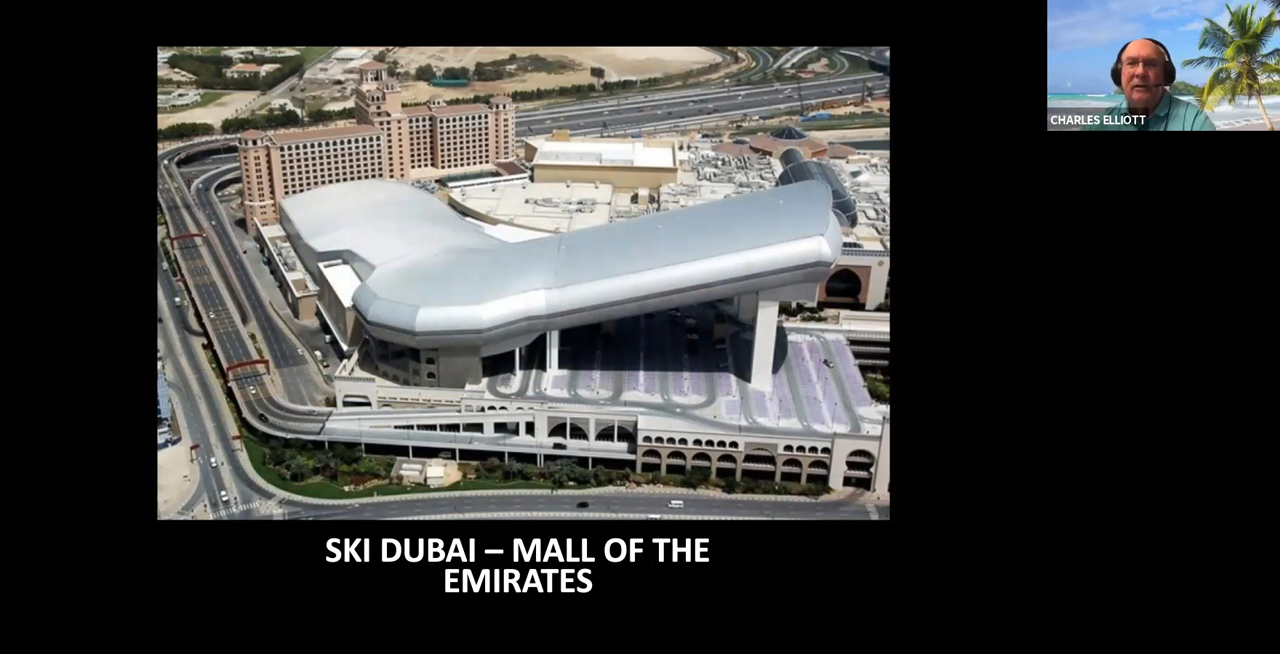 CHARLES ELLIOTT
SKI DUBAI – MALL OF THE
EMIRATES